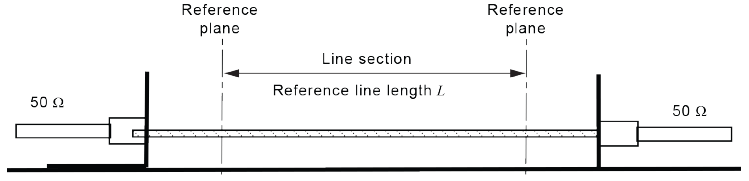 Reference
plane
Reference
plane
Line section
Reference line length L
50 Ω
50 Ω